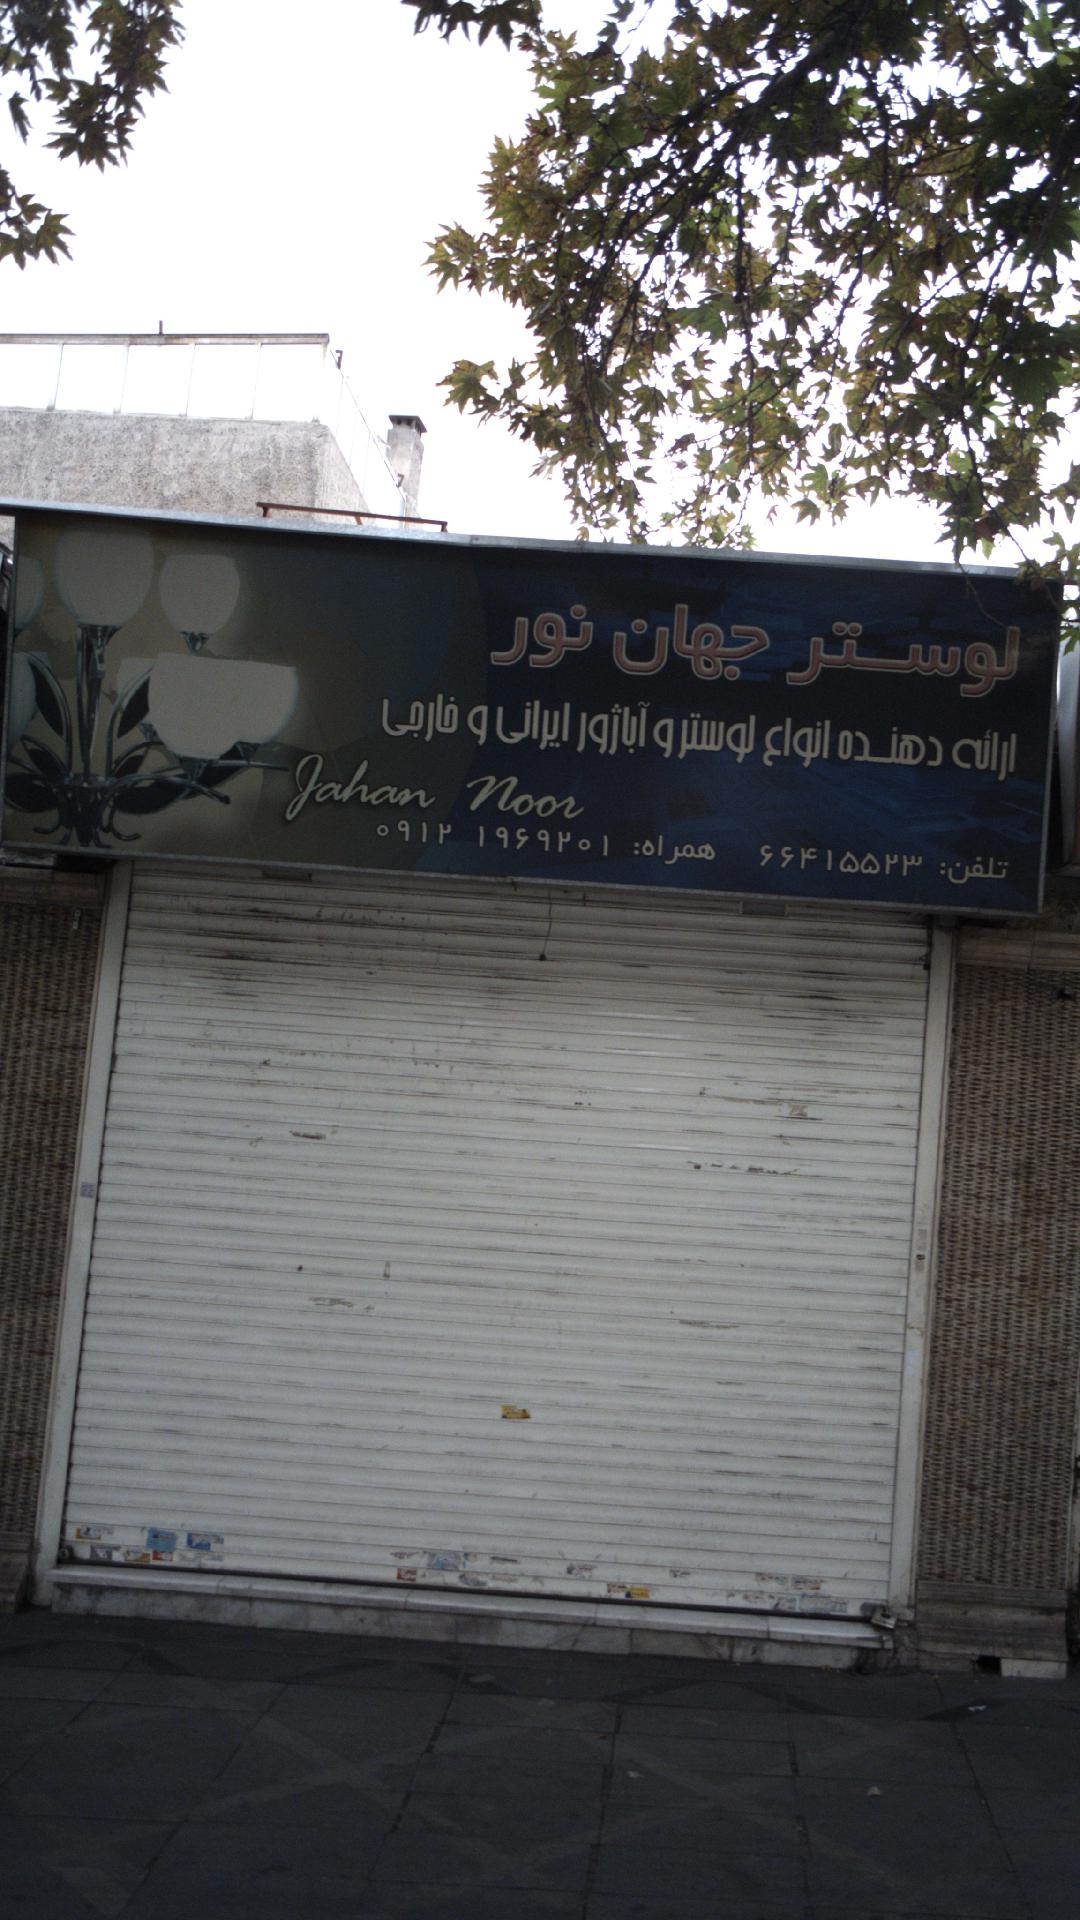 لوستر جهان نور
ارائه دهنده انواع لوستر و آباژور ایرانی و خارجی
Jahan Noor
تلفن: ۶۶۴۱۵۵۲۳ همراه: ۱۹۶۹۲۰۱ ۰۹۱۲